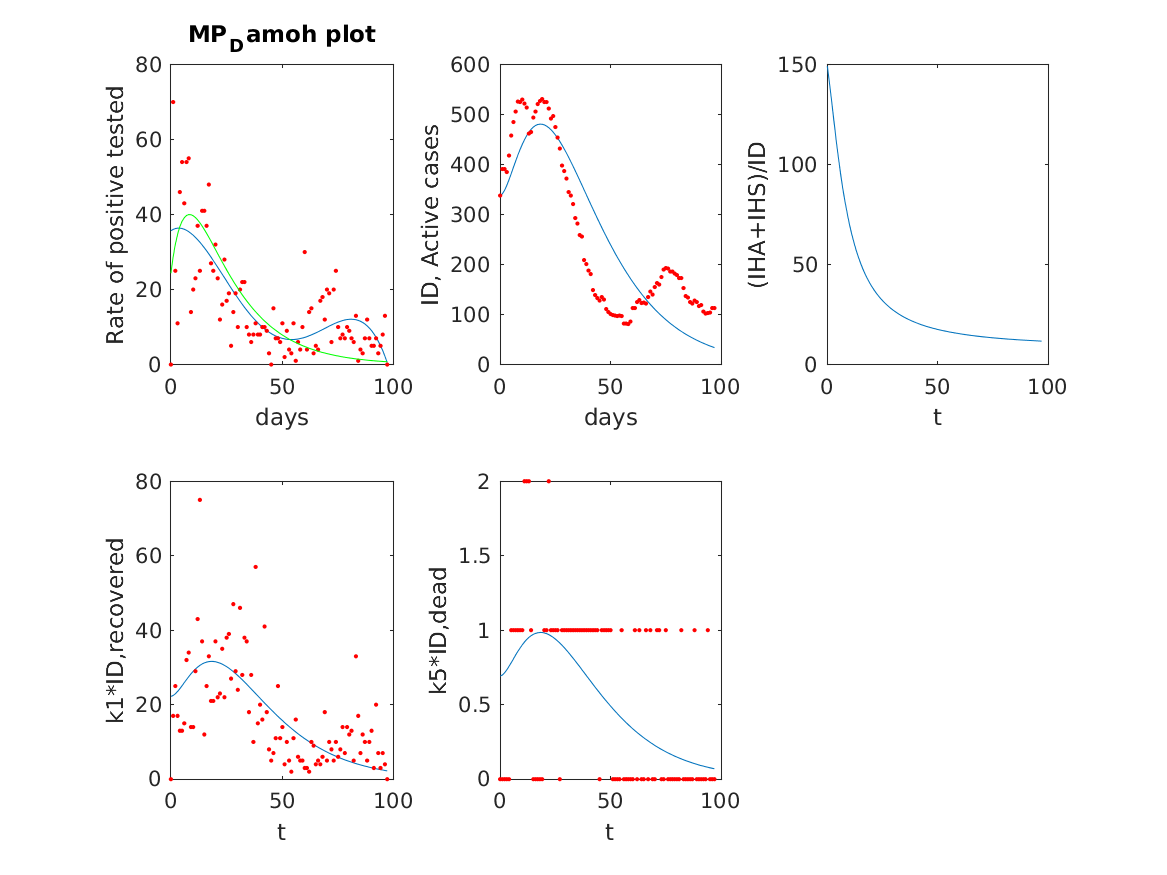 MP_D amoh plot
80
60
40
20
0
Rate of positive tested
0 50 100
days
600
500
400
300
200
100
0
ID, Active cases
0 50 100
days
150
100
50
0
(IHA+IHS)/ID
0 50 100
t
80
60
40
20
0
k1*ID,recovered
0 50 100
t
2
1.5
1
0.5
0
k5*ID,dead
0 50 100
t